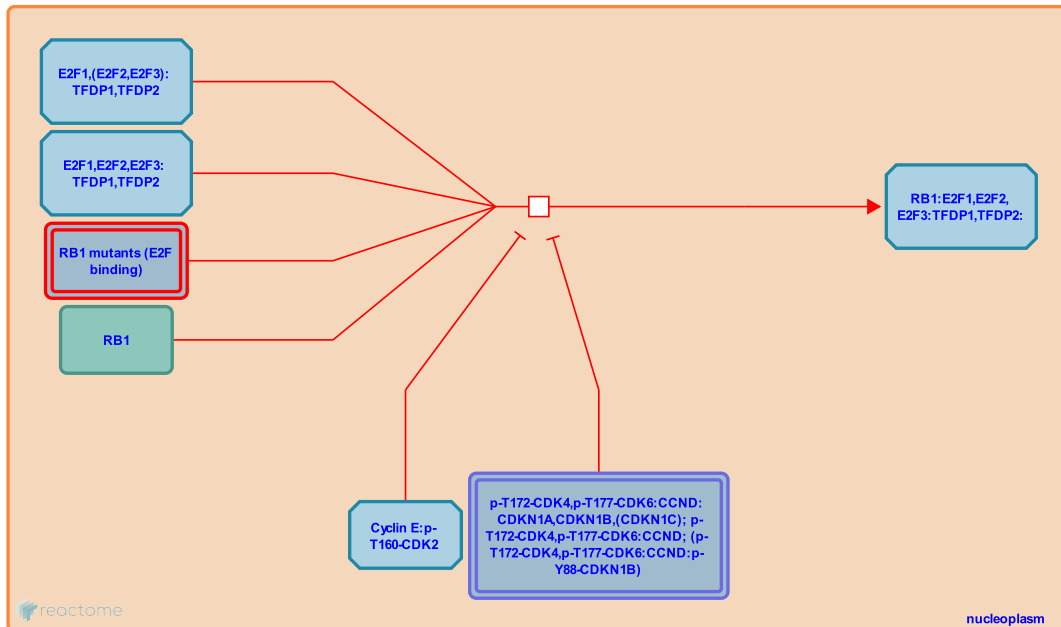 E2F1,(E2F2,E2F3):
TFDP1,TFDP2
E2F1,E2F2,E2F3:
TFDP1,TFDP2
RB1 mutants (E2F
binding)
RB1
RB1:E2F1,E2F2,
E2F3:TFDP1,TFDP2:
Cyclin E:p-
T160-CDK2
p-T172-CDK4,p-T177-CDK6:CCND:
CDKN1A,CDKN1B,(CDKN1C); p-
T172-CDK4,p-T177-CDK6:CCND; (p-
T172-CDK4,p-T177-CDK6:CCND:p-
Y88-CDKN1B)
reactome
nucleoplasm